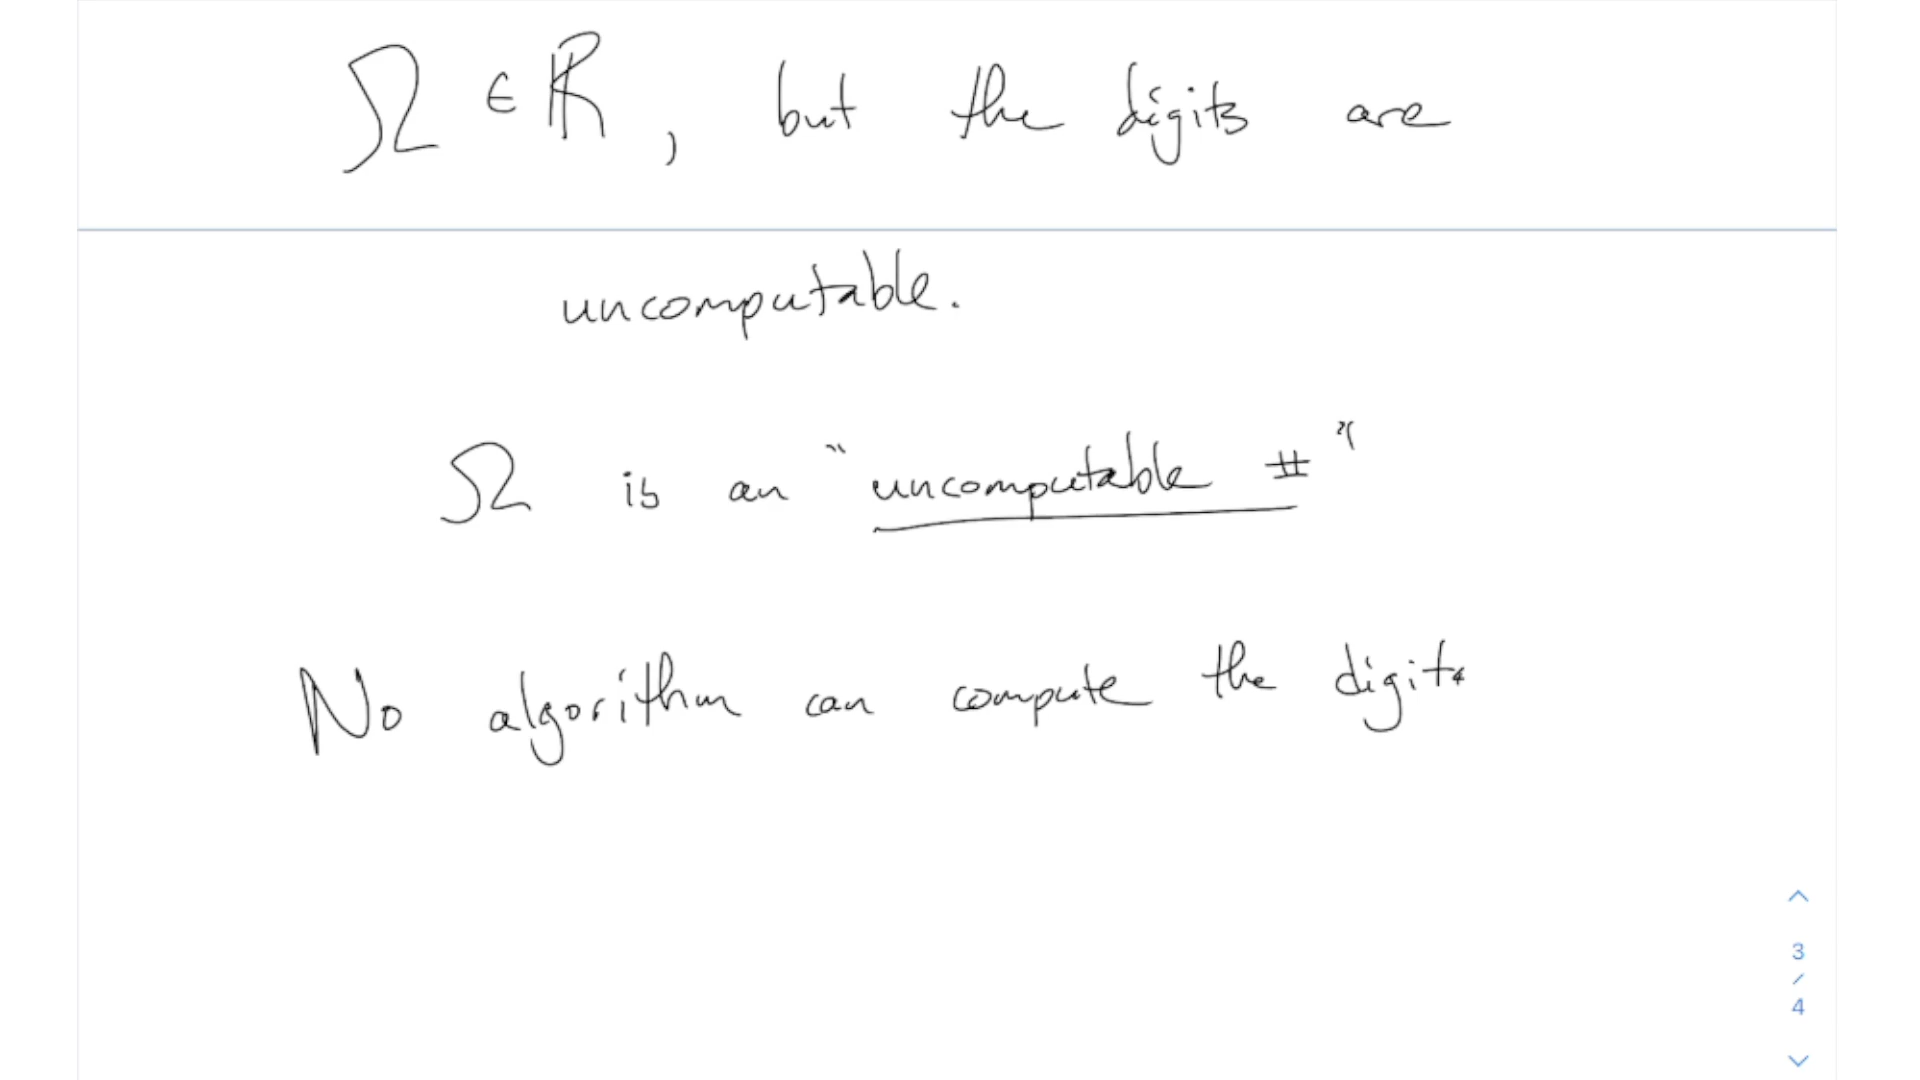 Ω ∈ ℝ, but the digits are
uncomputable.
Ω is an "uncomputable #"
No algorithm can compute the digits
3
/
4